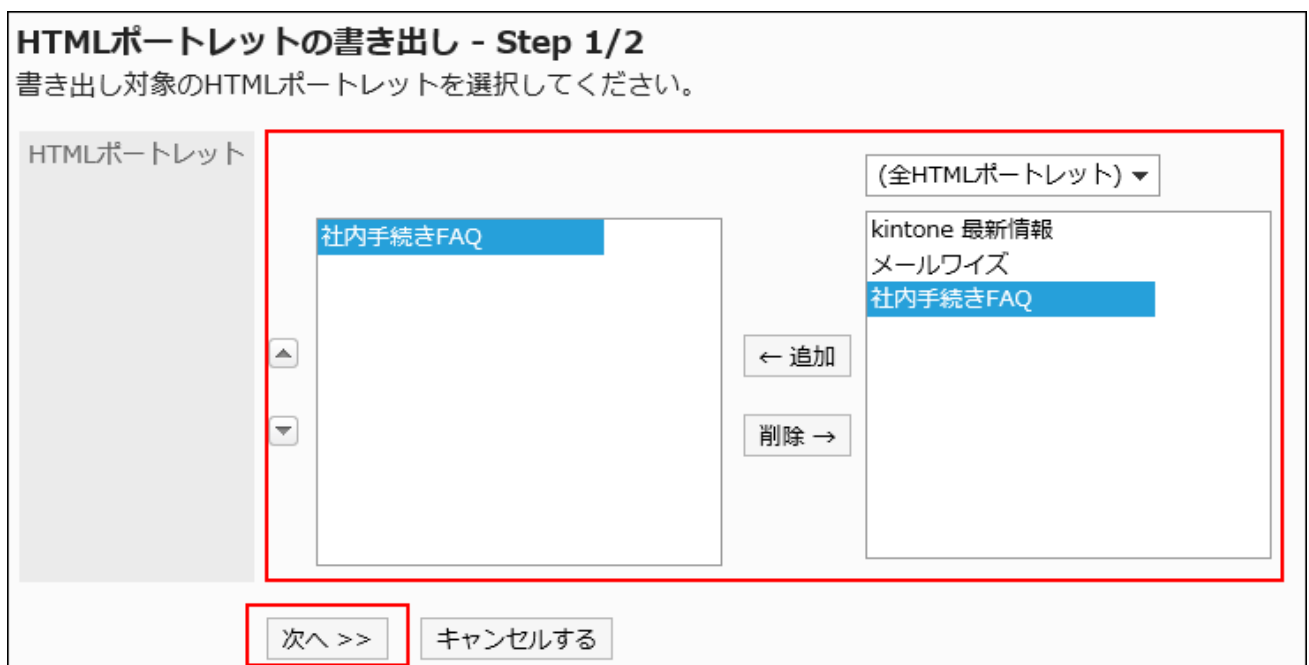 HTMLポートレットの書き出し - Step 1/2
書き出し対象のHTMLポートレットを選択してください。
HTMLポートレット
(全HTMLポートレット)
社内手続きFAQ
kintone 最新情報
メールワイズ
社内手続きFAQ
← 追加
削除 →
次へ >>
キャンセルする